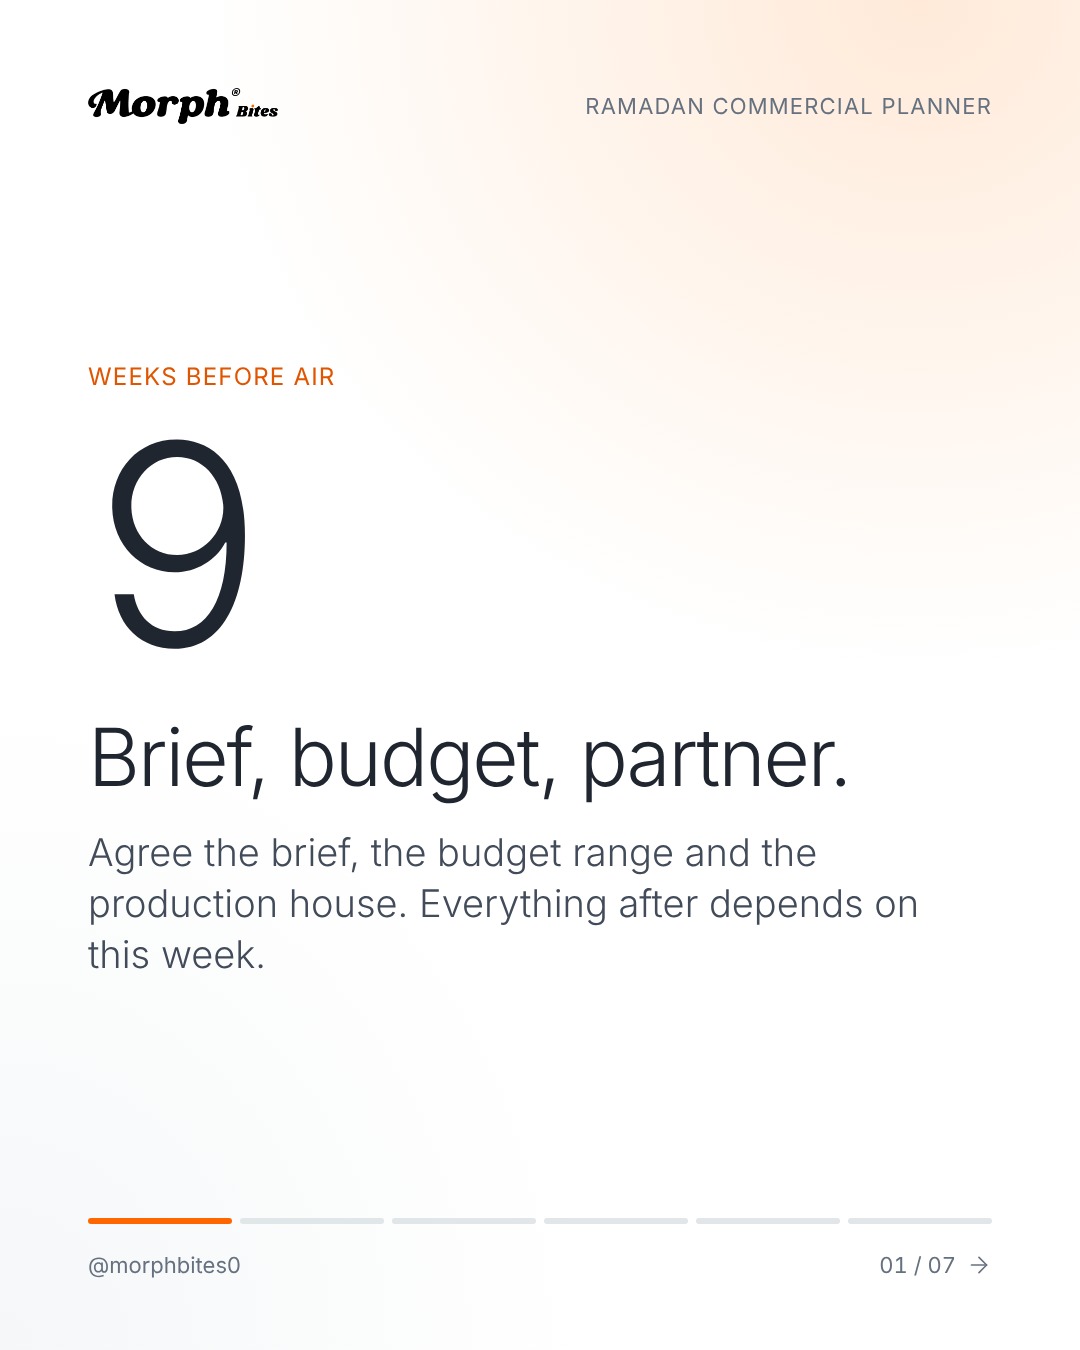 Morph® Bites
RAMADAN COMMERCIAL PLANNER
WEEKS BEFORE AIR
9
Brief, budget, partner.
Agree the brief, the budget range and the
production house. Everything after depends on
this week.
@morphbites0
01 / 07 →